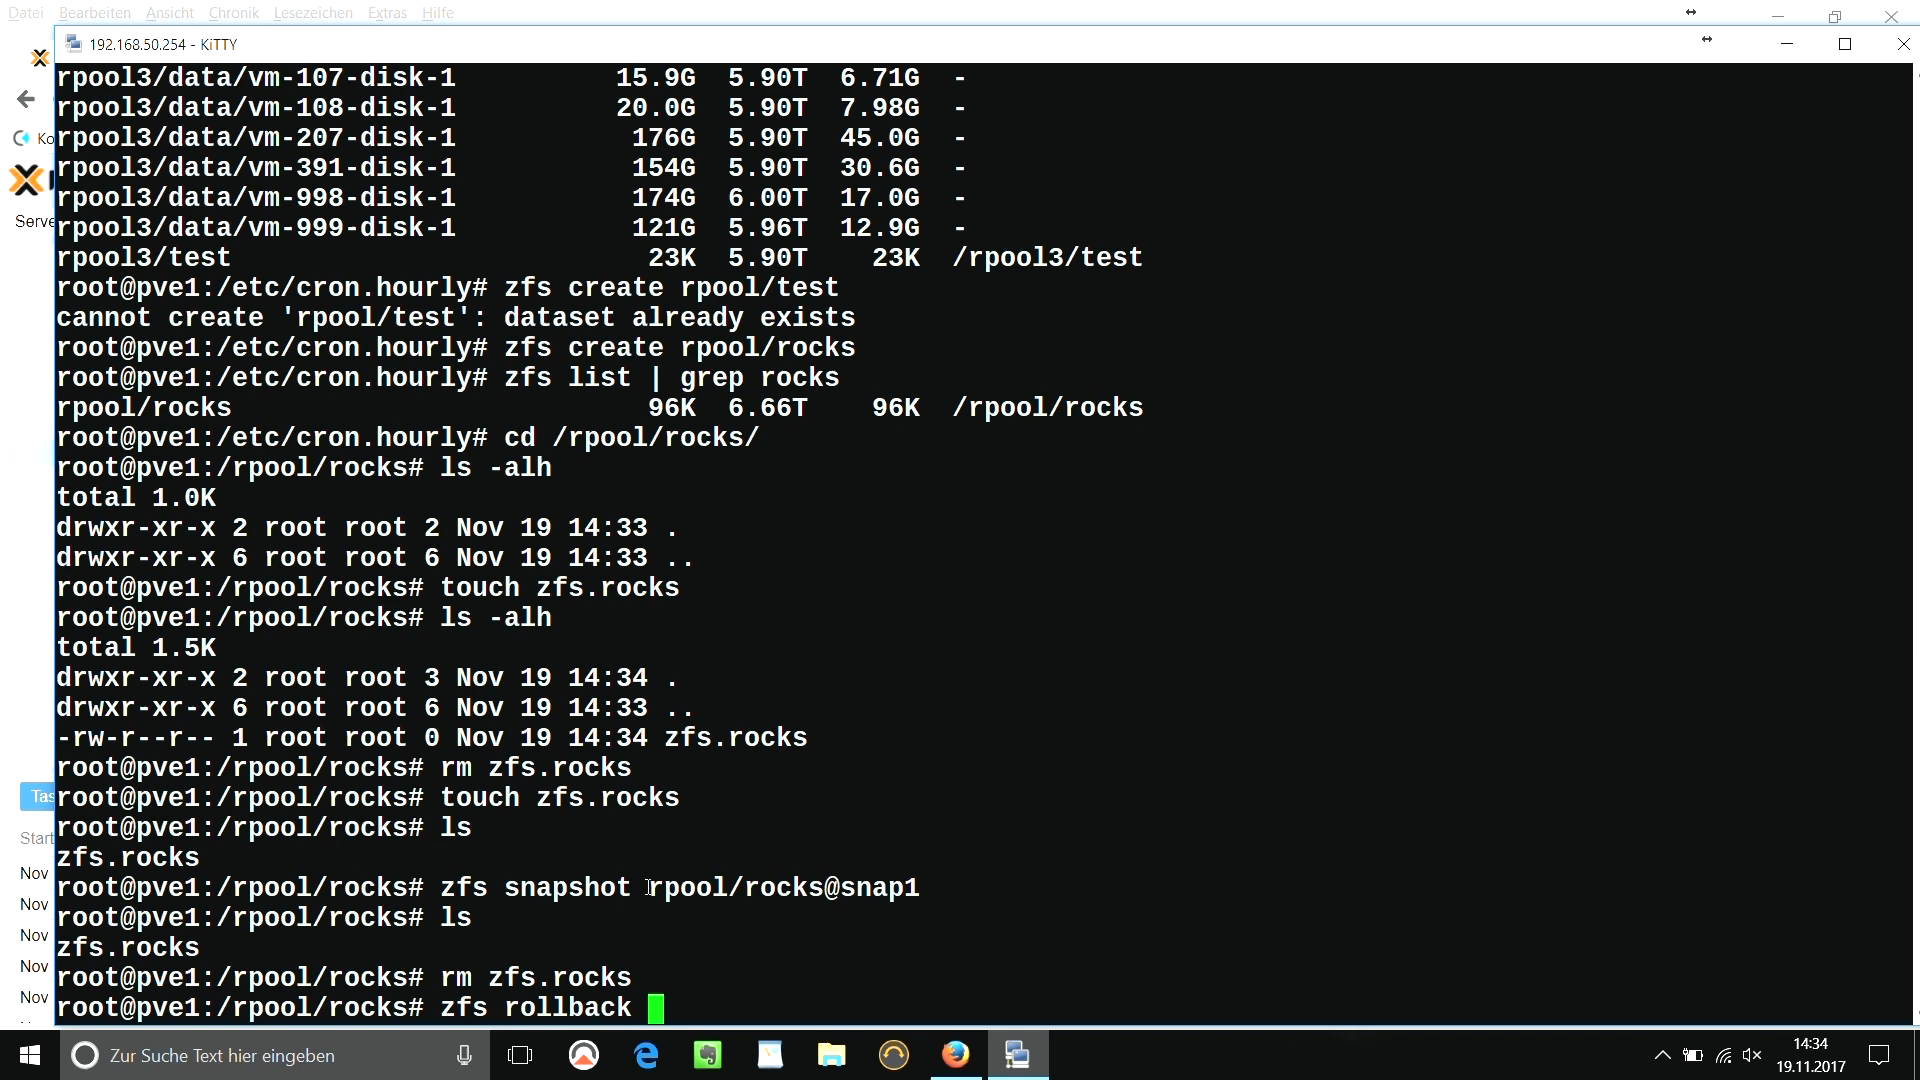 Datei Bearbeiten Ansicht Chronik Lesezeichen Extras Hilfe
192.168.50.254 - KiTTY
rpool3/data/vm-107-disk-1 15.9G 5.90T 6.71G -
rpool3/data/vm-108-disk-1 20.0G 5.90T 7.98G -
Ko
rpool3/data/vm-207-disk-1 176G 5.90T 45.0G -
rpool3/data/vm-391-disk-1 154G 5.90T 30.6G -
rpool3/data/vm-998-disk-1 174G 6.00T 17.0G -
Serve
rpool3/data/vm-999-disk-1 121G 5.96T 12.9G -
rpool3/test 23K 5.90T 23K /rpool3/test
root@pve1:/etc/cron.hourly# zfs create rpool/test
cannot create 'rpool/test': dataset already exists
root@pve1:/etc/cron.hourly# zfs create rpool/rocks
root@pve1:/etc/cron.hourly# zfs list | grep rocks
rpool/rocks 96K 6.66T 96K /rpool/rocks
root@pve1:/etc/cron.hourly# cd /rpool/rocks/
root@pve1:/rpool/rocks# ls -alh
total 1.0K
drwxr-xr-x 2 root root 2 Nov 19 14:33 .
drwxr-xr-x 6 root root 6 Nov 19 14:33 ..
root@pve1:/rpool/rocks# touch zfs.rocks
root@pve1:/rpool/rocks# ls -alh
total 1.5K
drwxr-xr-x 2 root root 3 Nov 19 14:34 .
drwxr-xr-x 6 root root 6 Nov 19 14:33 ..
-rw-r--r-- 1 root root 0 Nov 19 14:34 zfs.rocks
root@pve1:/rpool/rocks# rm zfs.rocks
Tas
root@pve1:/rpool/rocks# touch zfs.rocks
root@pve1:/rpool/rocks# ls
Start
zfs.rocks
Nov
root@pve1:/rpool/rocks# zfs snapshot rpool/rocks@snap1
Nov
root@pve1:/rpool/rocks# ls
Nov
zfs.rocks
Nov
root@pve1:/rpool/rocks# rm zfs.rocks
Nov
root@pve1:/rpool/rocks# zfs rollback
Zur Suche Text hier eingeben
14:34
19.11.2017